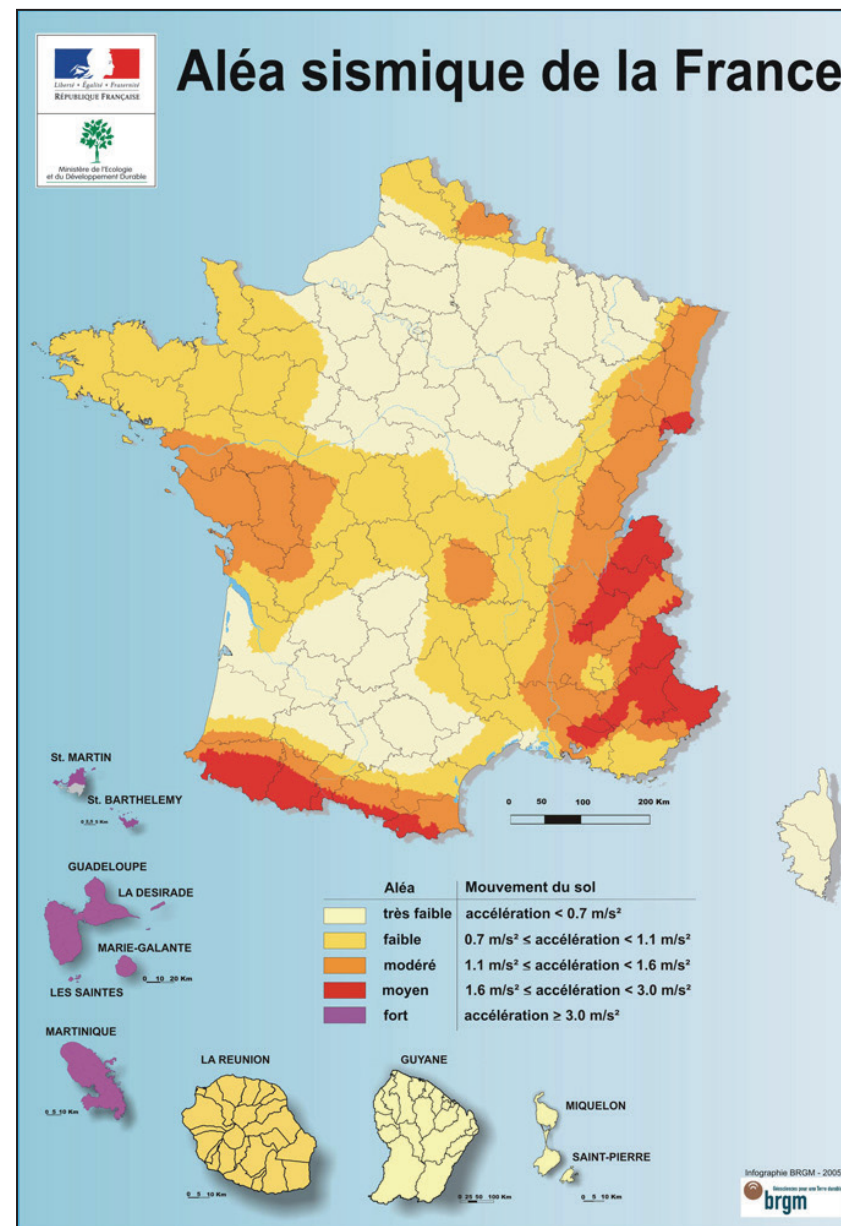 Aléa sismique de la France
Liberté • Égalité • Fraternité
RÉPUBLIQUE FRANÇAISE
Ministère de l'Ecologie
et du Développement Durable
St. MARTIN
St. BARTHELEMY
GUADELOUPE
LA DESIRADE
MARIE-GALANTE
0 10 20 Km
LES SAINTES
MARTINIQUE
0 5 10 Km
0 50 100 200 Km
Aléa Mouvement du sol
très faible accélération < 0.7 m/s²
faible 0.7 m/s² ≤ accélération < 1.1 m/s²
modéré 1.1 m/s² ≤ accélération < 1.6 m/s²
moyen 1.6 m/s² ≤ accélération < 3.0 m/s²
fort accélération ≥ 3.0 m/s²
LA REUNION
0 5 10 Km
GUYANE
0 25 50 100 Km
MIQUELON
SAINT-PIERRE
0 5 10 Km
Infographie BRGM - 2005
Géosciences pour une Terre durable
brgm